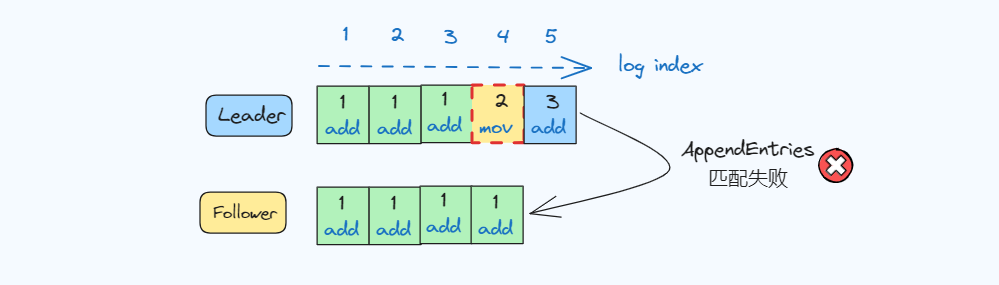 1 2 3 4 5
log index
Leader
1 1 1 2 3
add add add mov add
AppendEntries
匹配失败
Follower
1 1 1 1
add add add add